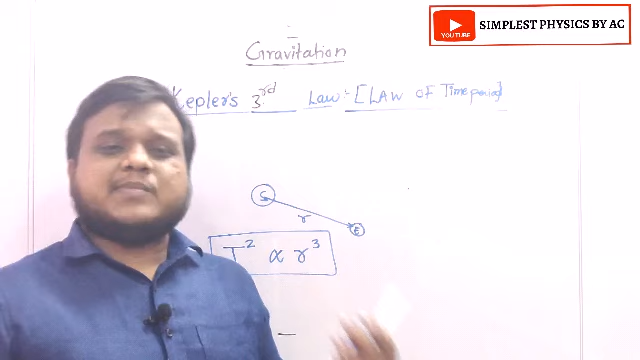 SIMPLEST PHYSICS BY AC
YOUTUBE
Gravitation
Kepler's 3rd Law :- [LAW OF Time period]
S
r
E
T² ∝ r³